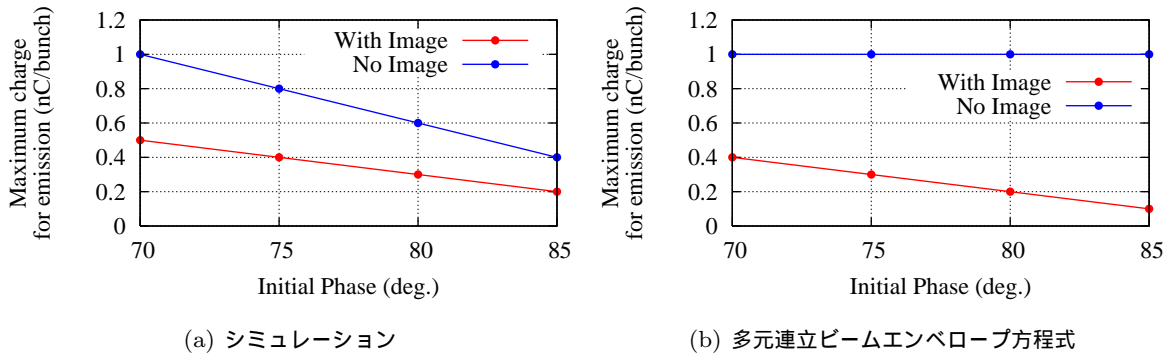 Maximum charge
for emission (nC/bunch)
1.2
1
0.8
0.6
0.4
0.2
0
With Image
No Image
70
75
80
85
Initial Phase (deg.)
(a) シミュレーション
Maximum charge
for emission (nC/bunch)
1.2
1
0.8
0.6
0.4
0.2
0
With Image
No Image
70
75
80
85
Initial Phase (deg.)
(b) 多元連立ビームエンベロープ方程式